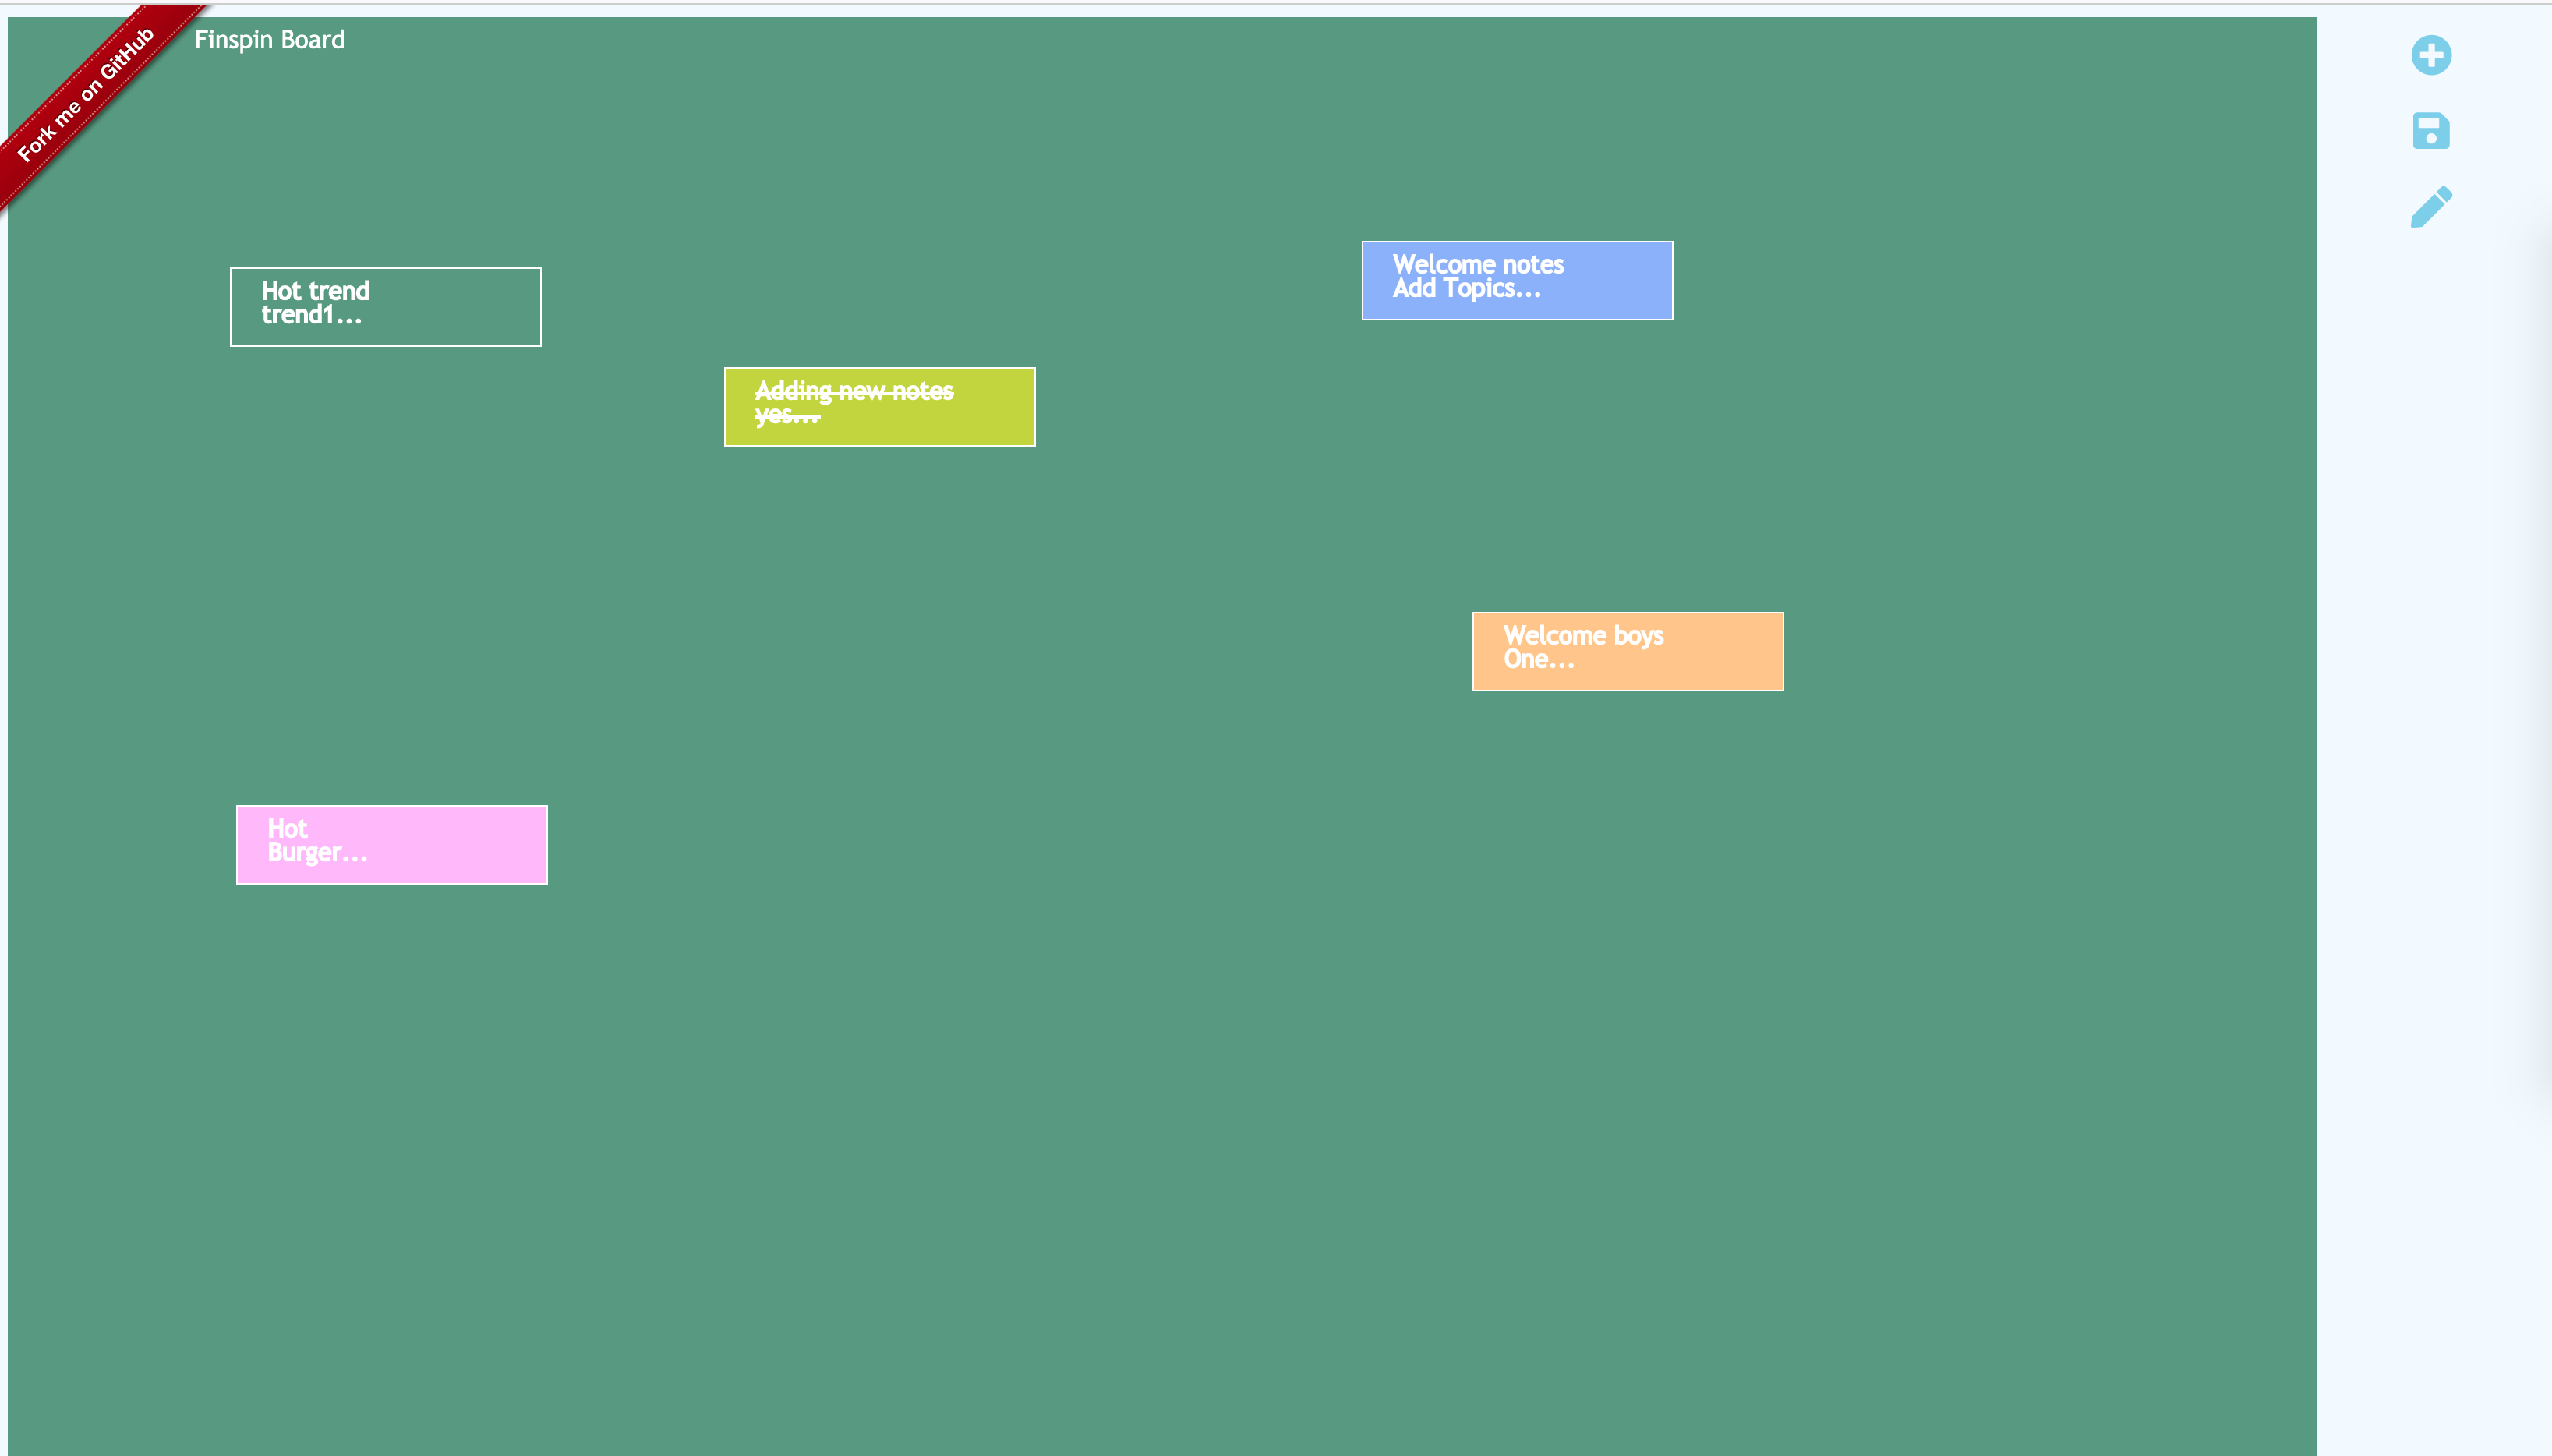 Fork me on GitHub
Finspin Board
Welcome notes
Add Topics...
Hot trend
trend1...
Adding new notes
yes...
Welcome boys
One...
Hot
Burger...